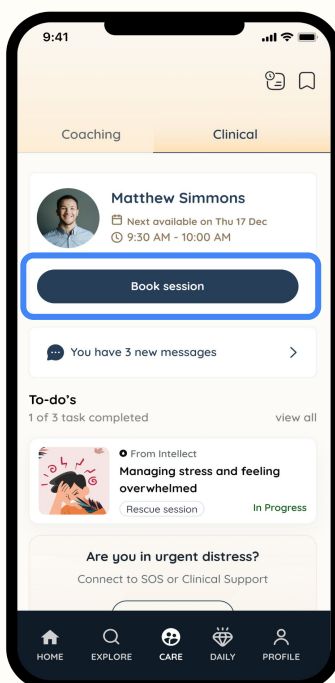 9:41
Coaching
Clinical
Matthew Simmons
Next available on Thu 17 Dec
9:30 AM - 10:00 AM
Book session
You have 3 new messages
To-do’s
1 of 3 task completed
view all
From Intellect
Managing stress and feeling
overwhelmed
Rescue session
In Progress
Are you in urgent distress?
Connect to SOS or Clinical Support
HOME
EXPLORE
CARE
DAILY
PROFILE